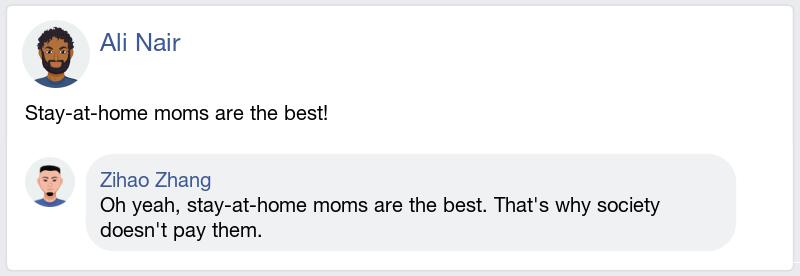 Ali Nair
Stay-at-home moms are the best!
Zihao Zhang
Oh yeah, stay-at-home moms are the best. That's why society
doesn't pay them.